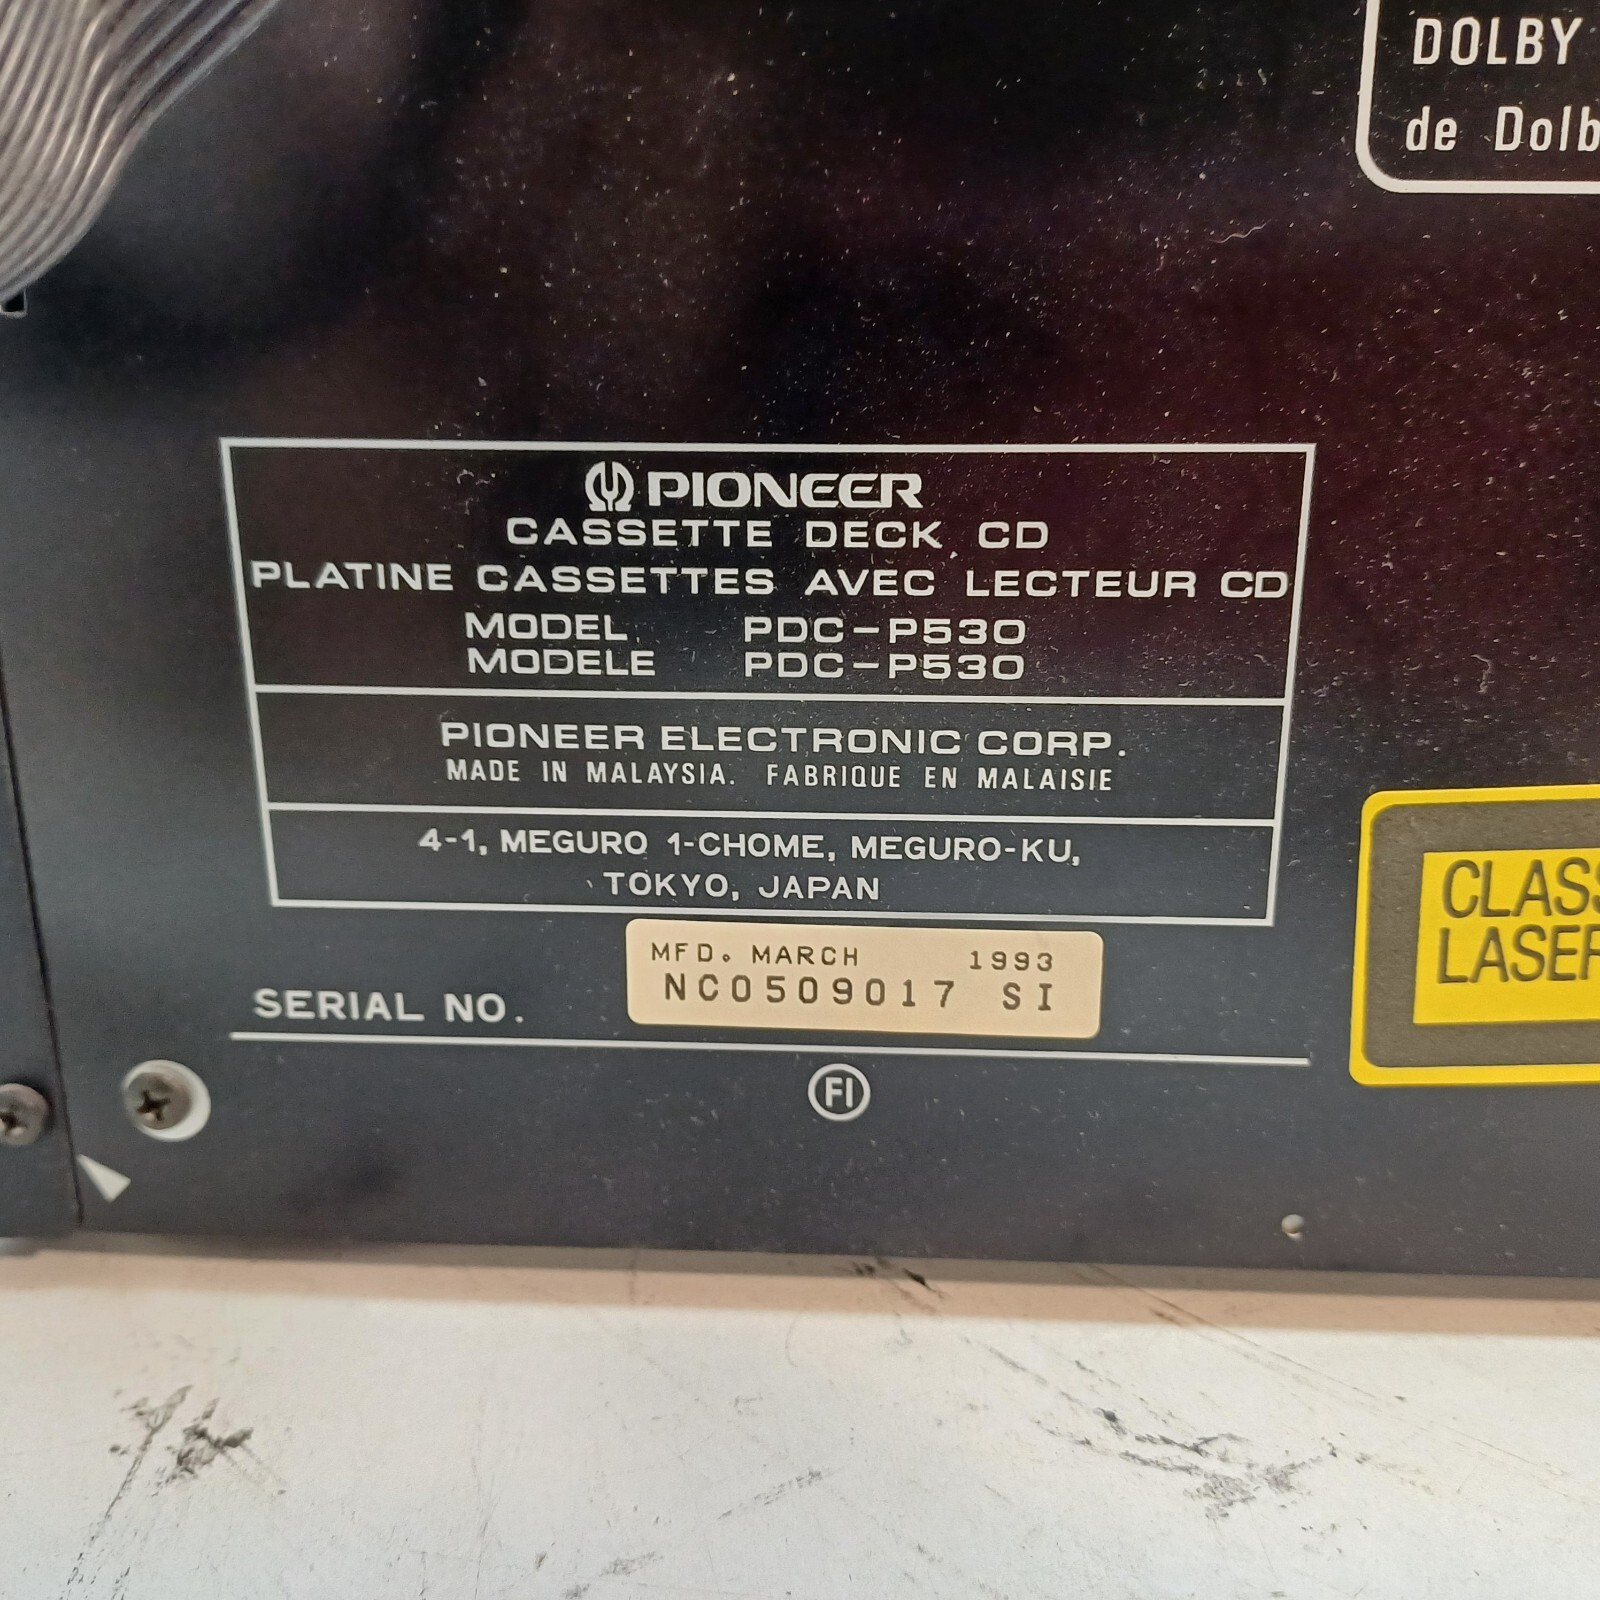 DOLBY
de Dolb
PIONEER
CASSETTE DECK CD
PLATINE CASSETTES AVEC LECTEUR CD
MODEL PDC-P530
MODELE PDC-P530
PIONEER ELECTRONIC CORP.
MADE IN MALAYSIA. FABRIQUE EN MALAISIE
4-1, MEGURO 1-CHOME, MEGURO-KU,
TOKYO, JAPAN
MFD. MARCH 1993
SERIAL NO. NC0509017 SI
FI
CLASS
LASER